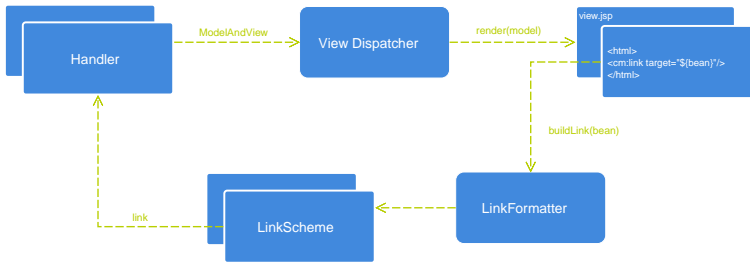 view.jsp
ModelAndView
render(model)
Handler
View Dispatcher
<html>
<cm:link target="${bean}"/>
</html>
buildLink(bean)
LinkFormatter
link
LinkScheme